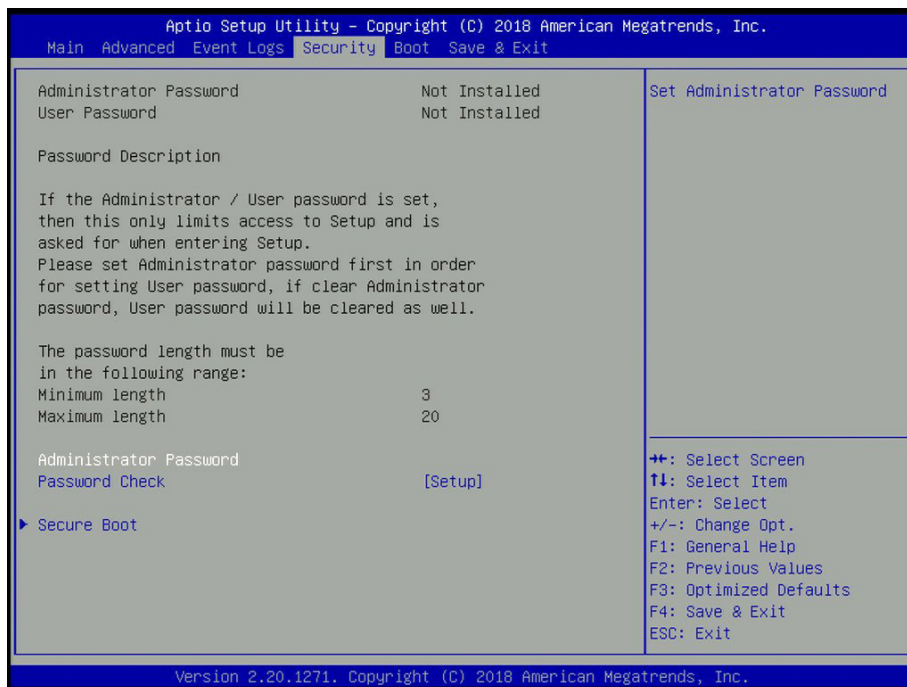 Aptio Setup Utility – Copyright (C) 2018 American Megatrends, Inc.
Main Advanced Event Logs Security Boot Save & Exit
Administrator Password Not Installed
User Password Not Installed
Password Description
If the Administrator / User password is set,
then this only limits access to Setup and is
asked for when entering Setup.
Please set Administrator password first in order
for setting User password, if clear Administrator
password, User password will be cleared as well.
The password length must be
in the following range:
Minimum length 3
Maximum length 20
Administrator Password
Password Check [Setup]
▶ Secure Boot
Set Administrator Password
→←: Select Screen
↑↓: Select Item
Enter: Select
+/-: Change Opt.
F1: General Help
F2: Previous Values
F3: Optimized Defaults
F4: Save & Exit
ESC: Exit
Version 2.20.1271. Copyright (C) 2018 American Megatrends, Inc.